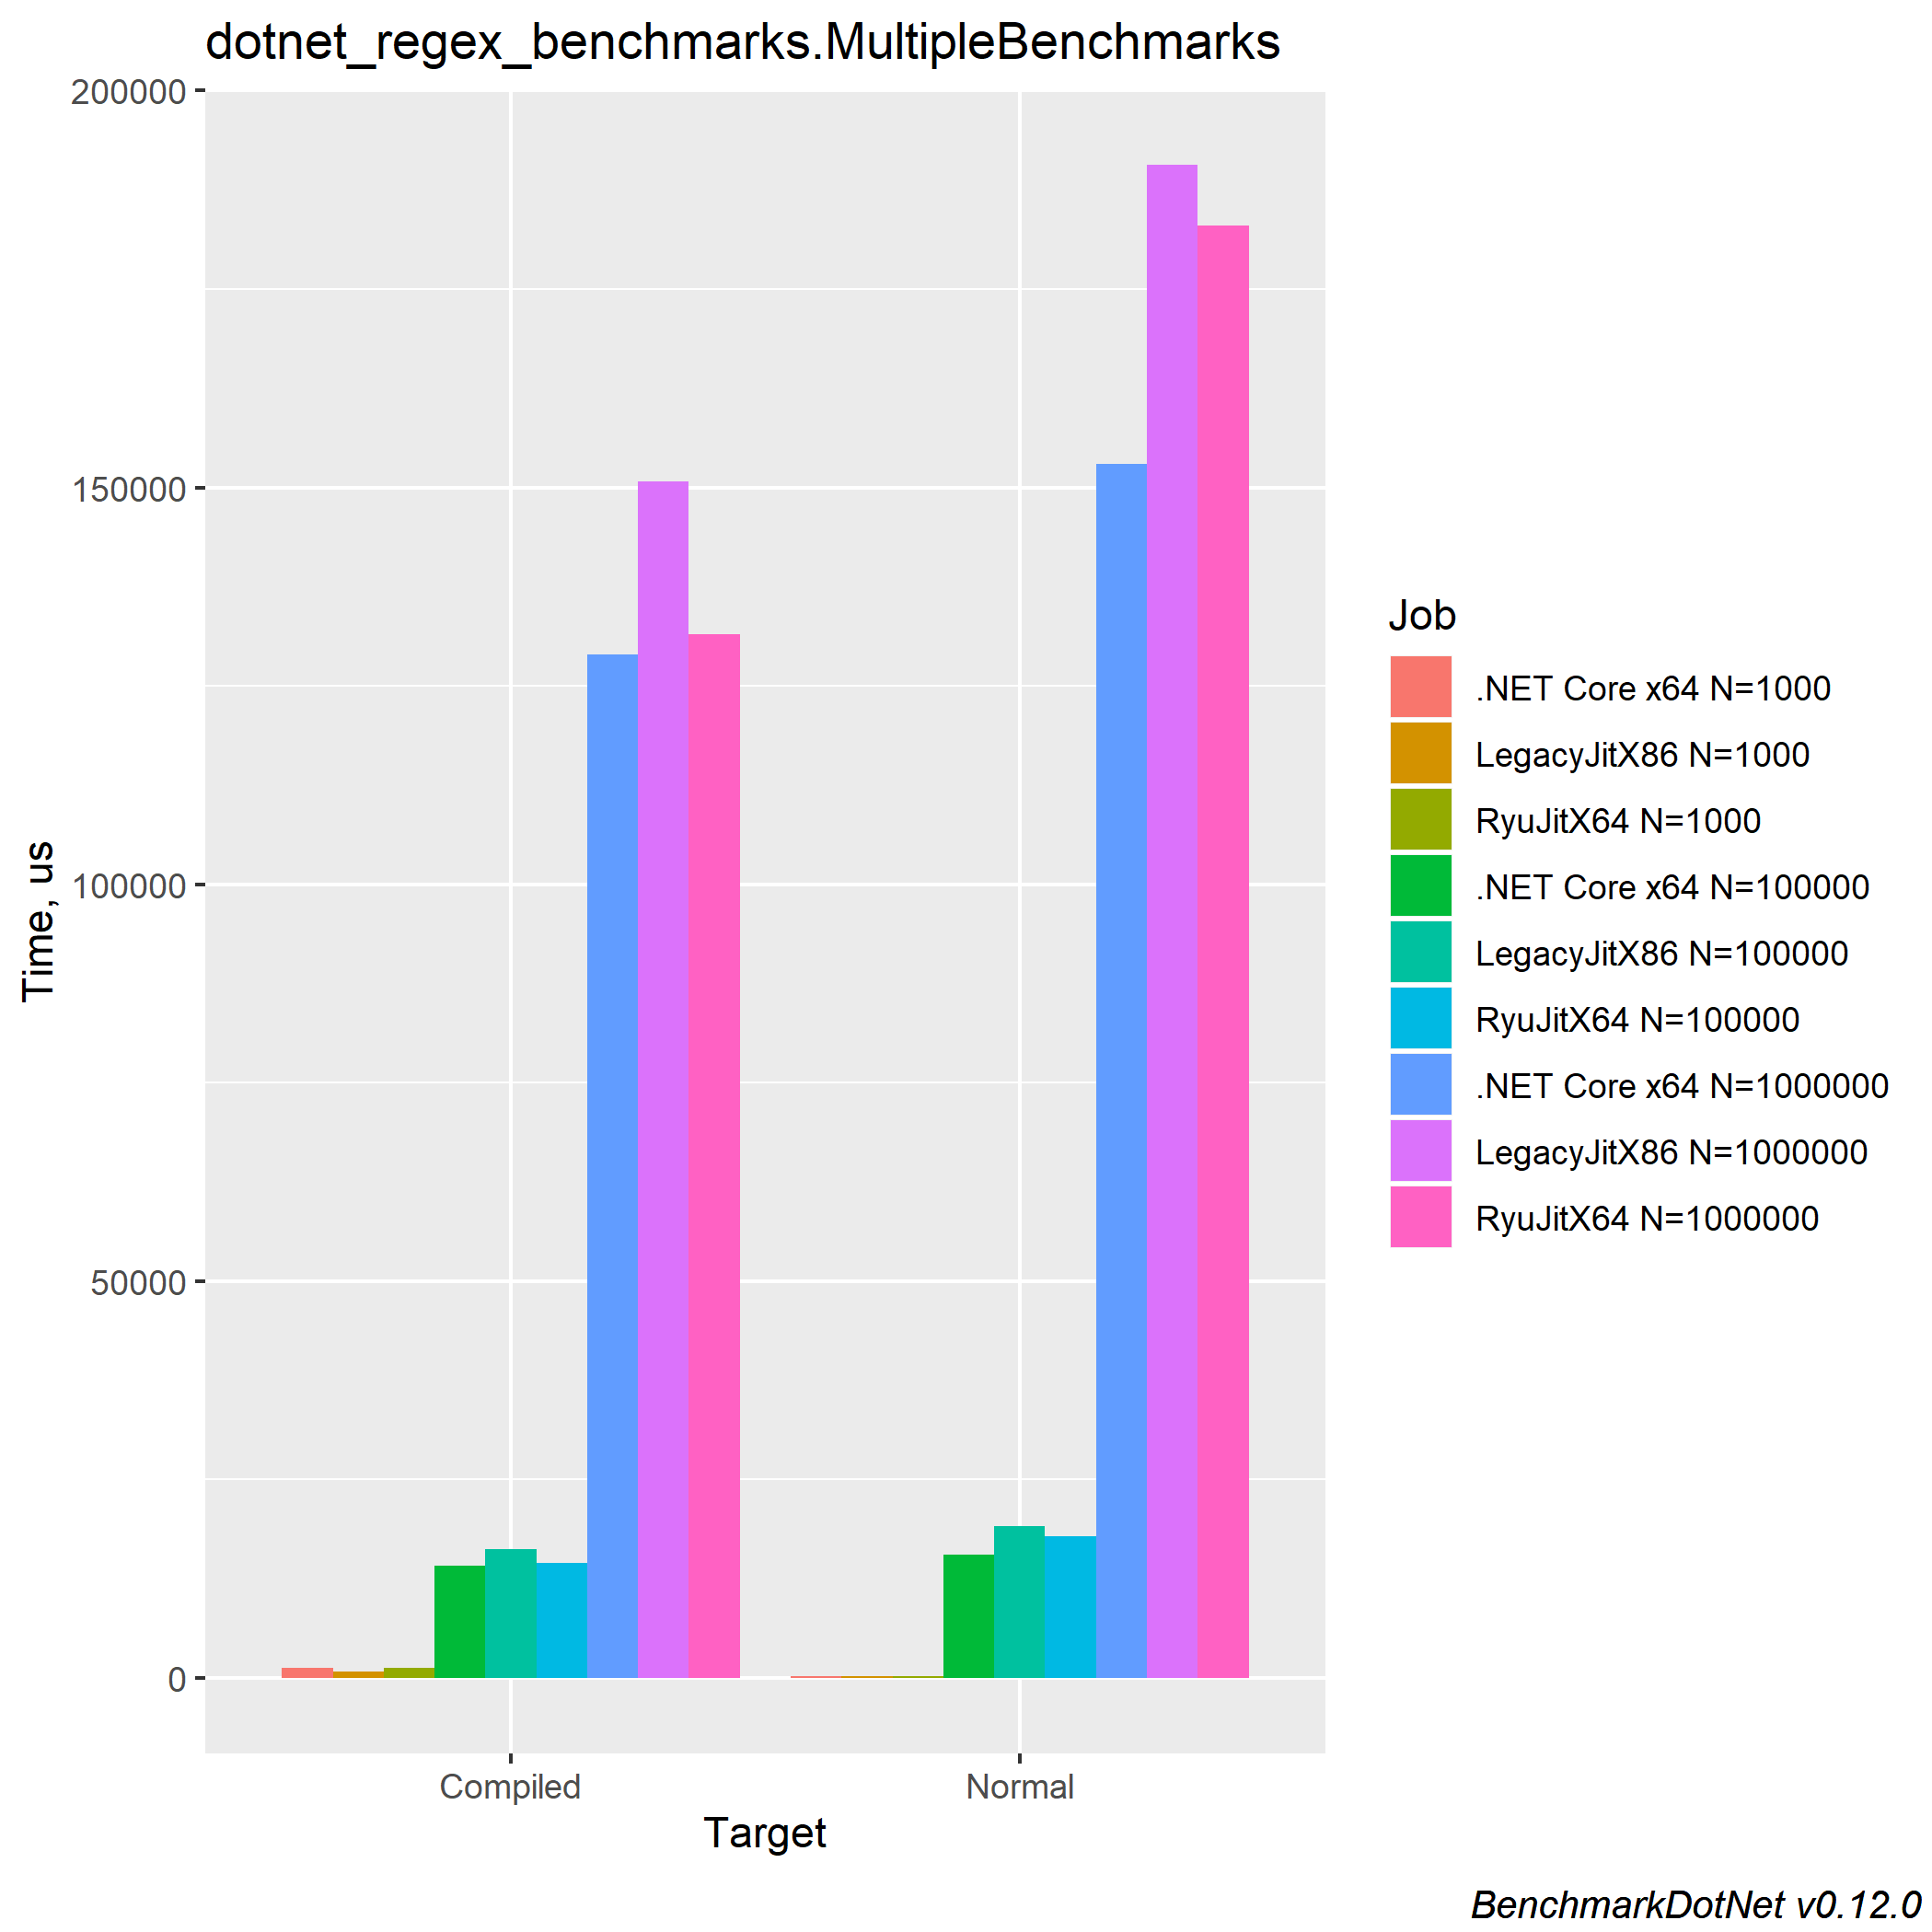 dotnet_regex_benchmarks.MultipleBenchmarks
200000
150000
100000
50000
0
Time, us
Compiled
Normal
Target
Job
.NET Core x64 N=1000
LegacyJitX86 N=1000
RyuJitX64 N=1000
.NET Core x64 N=100000
LegacyJitX86 N=100000
RyuJitX64 N=100000
.NET Core x64 N=1000000
LegacyJitX86 N=1000000
RyuJitX64 N=1000000
BenchmarkDotNet v0.12.0